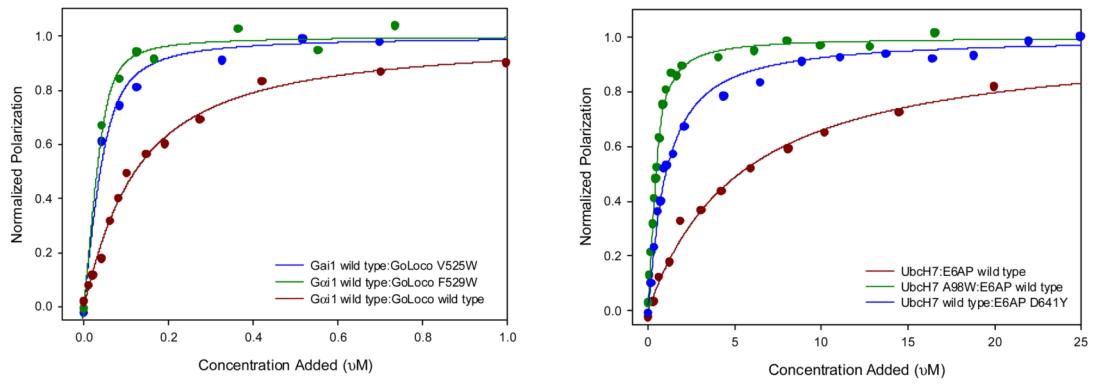 Normalized Polarization
1.0
0.8
0.6
0.4
0.2
0.0
Gai1 wild type:GoLoco V525W
Gαi1 wild type:GoLoco F529W
Gαi1 wild type:GoLoco wild type
0.0 0.2 0.4 0.6 0.8 1.0
Concentration Added (υM)
Normalized Polarization
1.0
0.8
0.6
0.4
0.2
0.0
UbcH7:E6AP wild type
UbcH7 A98W:E6AP wild type
UbcH7 wild type:E6AP D641Y
0 5 10 15 20 25
Concentration Added (υM)